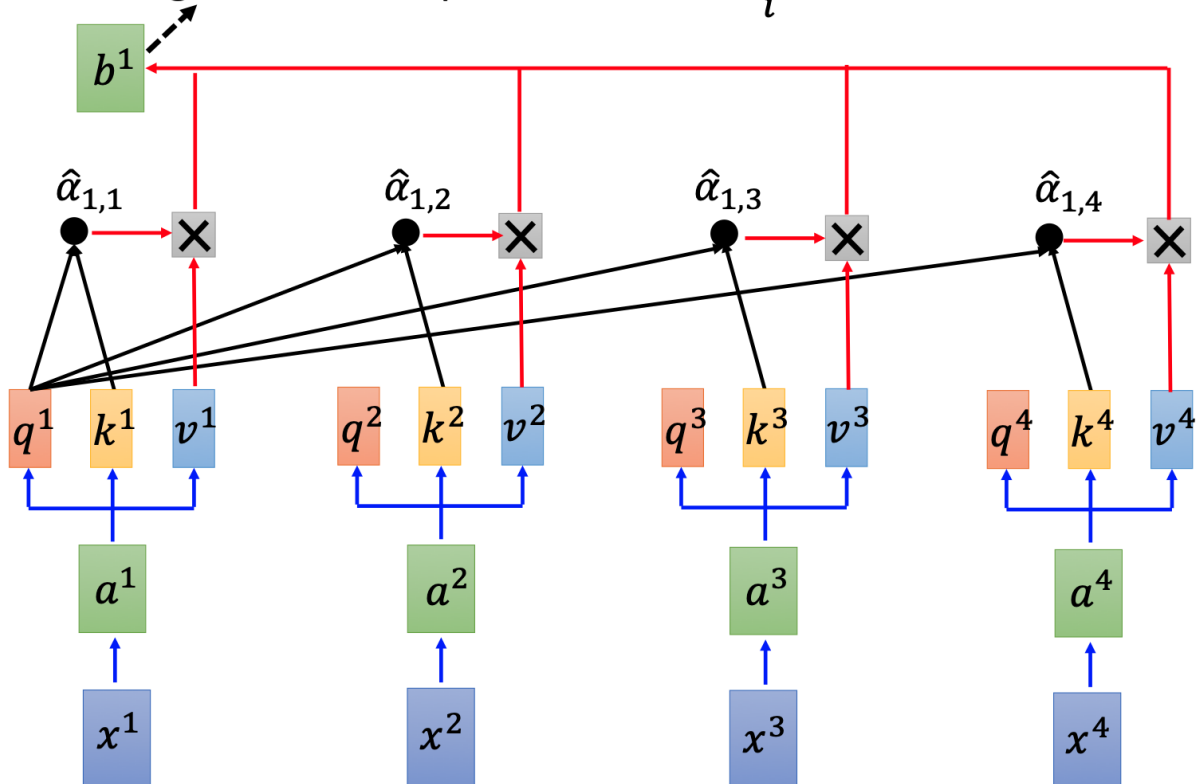 i
b¹
α̂₁,₁ α̂₁,₂ α̂₁,₃ α̂₁,₄
× × × ×
q¹ k¹ v¹ q² k² v² q³ k³ v³ q⁴ k⁴ v⁴
a¹ a² a³ a⁴
x¹ x² x³ x⁴